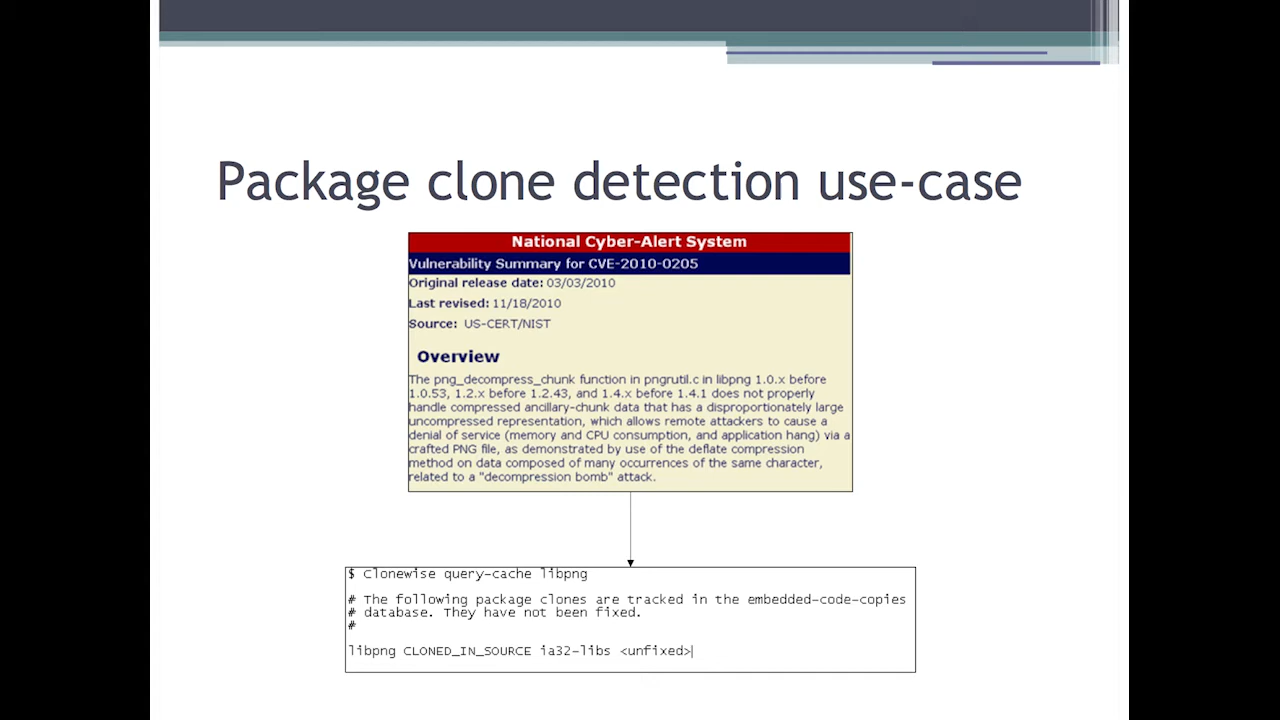 Package clone detection use-case
National Cyber-Alert System
Vulnerability Summary for CVE-2010-0205
Original release date: 03/03/2010
Last revised: 11/18/2010
Source: US-CERT/NIST
Overview
The png_decompress_chunk function in pngrutil.c in libpng 1.0.x before
1.0.53, 1.2.x before 1.2.43, and 1.4.x before 1.4.1 does not properly
handle compressed ancillary-chunk data that has a disproportionately large
uncompressed representation, which allows remote attackers to cause a
denial of service (memory and CPU consumption, and application hang) via a
crafted PNG file, as demonstrated by use of the deflate compression
method on data composed of many occurrences of the same character,
related to a "decompression bomb" attack.
$ Clonewise query-cache libpng
# The following package clones are tracked in the embedded-code-copies
# database. They have not been fixed.
#
libpng CLONED_IN_SOURCE ia32-libs <unfixed>